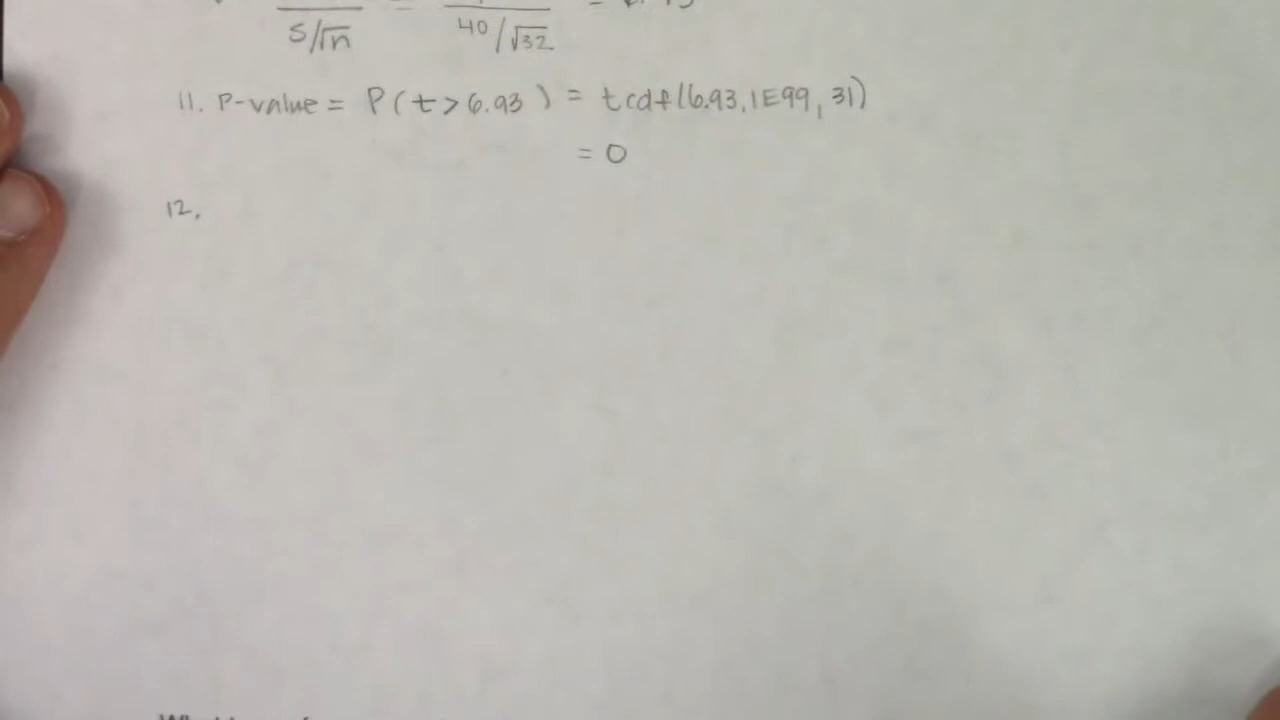 S/√n = 40/√32 =
11. P-value = P(t > 6.93) = tcdf(6.93, 1E99, 31)
= 0
12.